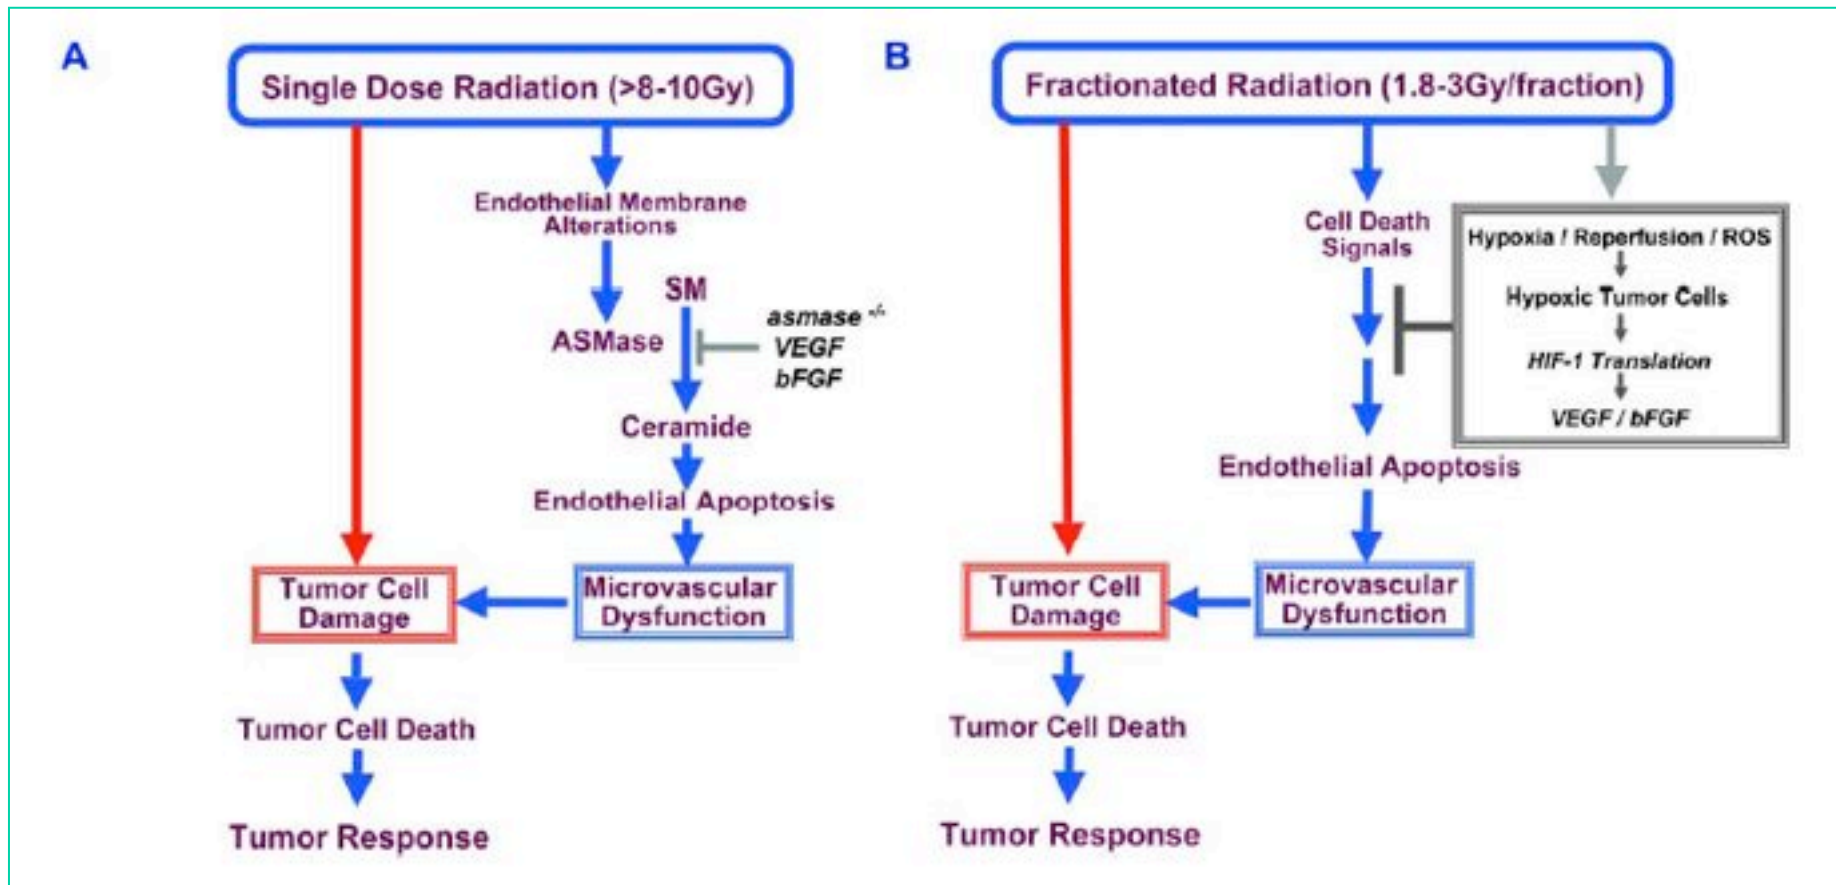 A
Single Dose Radiation (>8-10Gy)
Endothelial Membrane
Alterations
SM
ASMase
asmase -/-
VEGF
bFGF
Ceramide
Endothelial Apoptosis
Tumor Cell
Damage
Microvascular
Dysfunction
Tumor Cell Death
Tumor Response
B
Fractionated Radiation (1.8-3Gy/fraction)
Cell Death
Signals
Hypoxia / Reperfusion / ROS
Hypoxic Tumor Cells
HIF-1 Translation
VEGF / bFGF
Endothelial Apoptosis
Tumor Cell
Damage
Microvascular
Dysfunction
Tumor Cell Death
Tumor Response